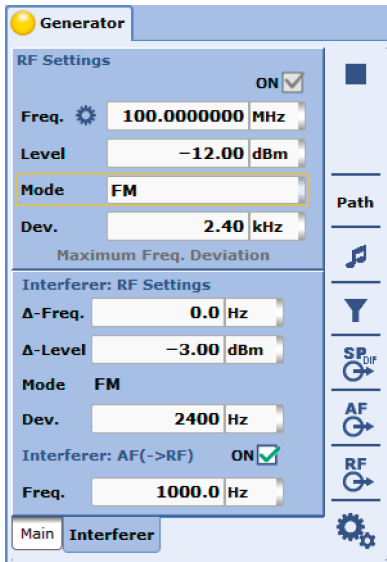 Generator
RF Settings
ON
Freq. 100.0000000 MHz
Level −12.00 dBm
Mode FM
Dev. 2.40 kHz
Maximum Freq. Deviation
Interferer: RF Settings
Δ-Freq. 0.0 Hz
Δ-Level −3.00 dBm
Mode FM
Dev. 2400 Hz
Interferer: AF(->RF) ON
Freq. 1000.0 Hz
Main Interferer
Path
SPDIF
AF
RF